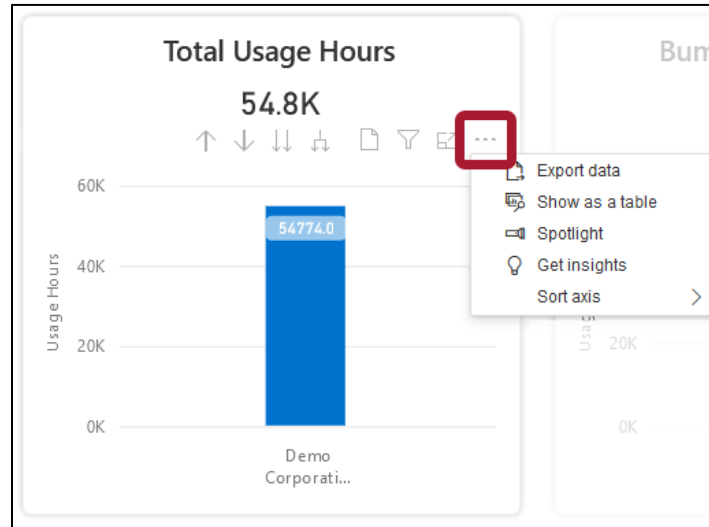 Total Usage Hours
Bum
54.8K
...
Export data
Show as a table
Spotlight
Get insights
Sort axis
60K
40K
20K
0K
Usage Hours
54774.0
Demo
Corporati...
Usag
20K
0K